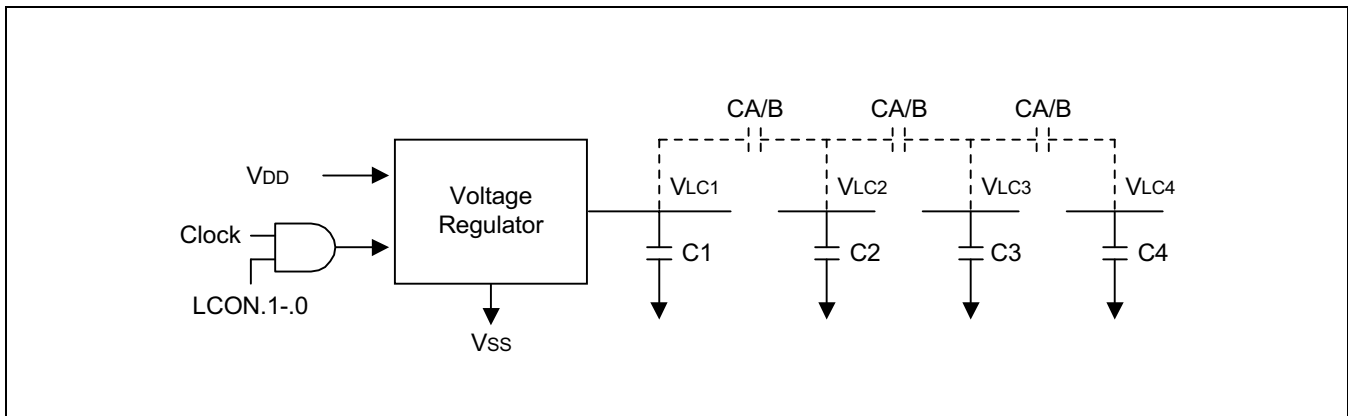 CA/B CA/B CA/B
VDD
Voltage
Regulator
VLC1 VLC2 VLC3 VLC4
Clock
C1 C2 C3 C4
LCON.1-.0
VSS